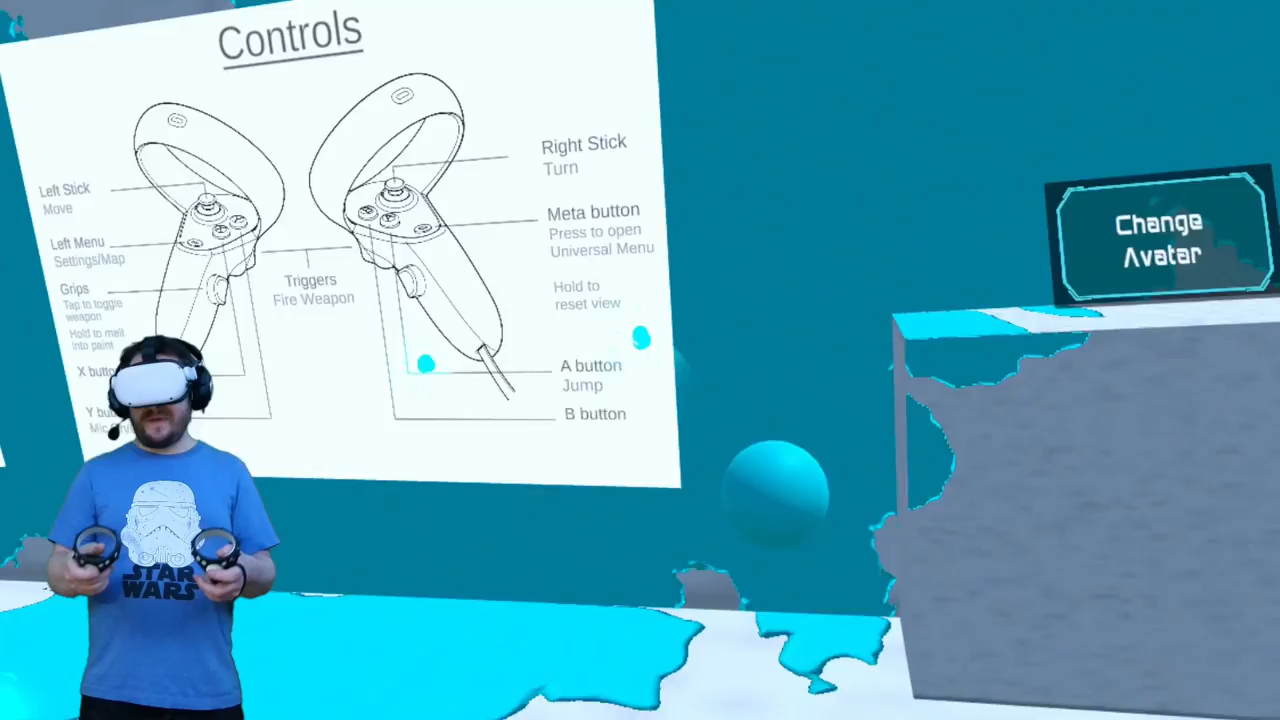 Controls
Left Stick
Move
Left Menu
Settings/Map
Grips
Tap to toggle
weapon
Hold to melt
into paint
X
Y
Triggers
Fire Weapon
Right Stick
Turn
Meta button
Press to open
Universal Menu
Hold to
reset view
A button
Jump
B button
Change
Avatar
STAR
WARS